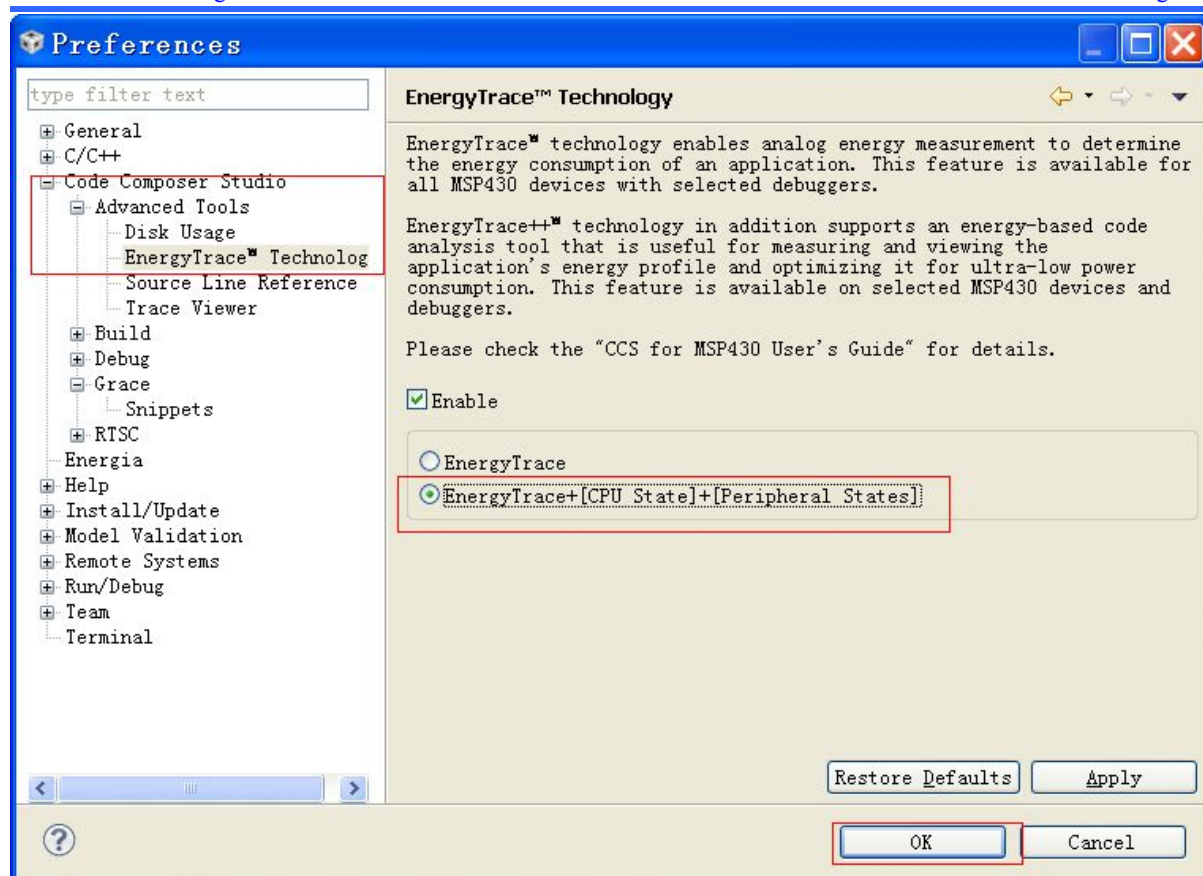 Preferences
type filter text
General
C/C++
Code Composer Studio
Advanced Tools
Disk Usage
EnergyTrace™ Technolog
Source Line Reference
Trace Viewer
Build
Debug
Grace
Snippets
RTSC
Energia
Help
Install/Update
Model Validation
Remote Systems
Run/Debug
Team
Terminal
EnergyTrace™ Technology
EnergyTrace™ technology enables analog energy measurement to determine
the energy consumption of an application. This feature is available for
all MSP430 devices with selected debuggers.
EnergyTrace++™ technology in addition supports an energy-based code
analysis tool that is useful for measuring and viewing the
application's energy profile and optimizing it for ultra-low power
consumption. This feature is available on selected MSP430 devices and
debuggers.
Please check the "CCS for MSP430 User's Guide" for details.
Enable
EnergyTrace
EnergyTrace+[CPU State]+[Peripheral States]
Restore Defaults Apply
OK Cancel